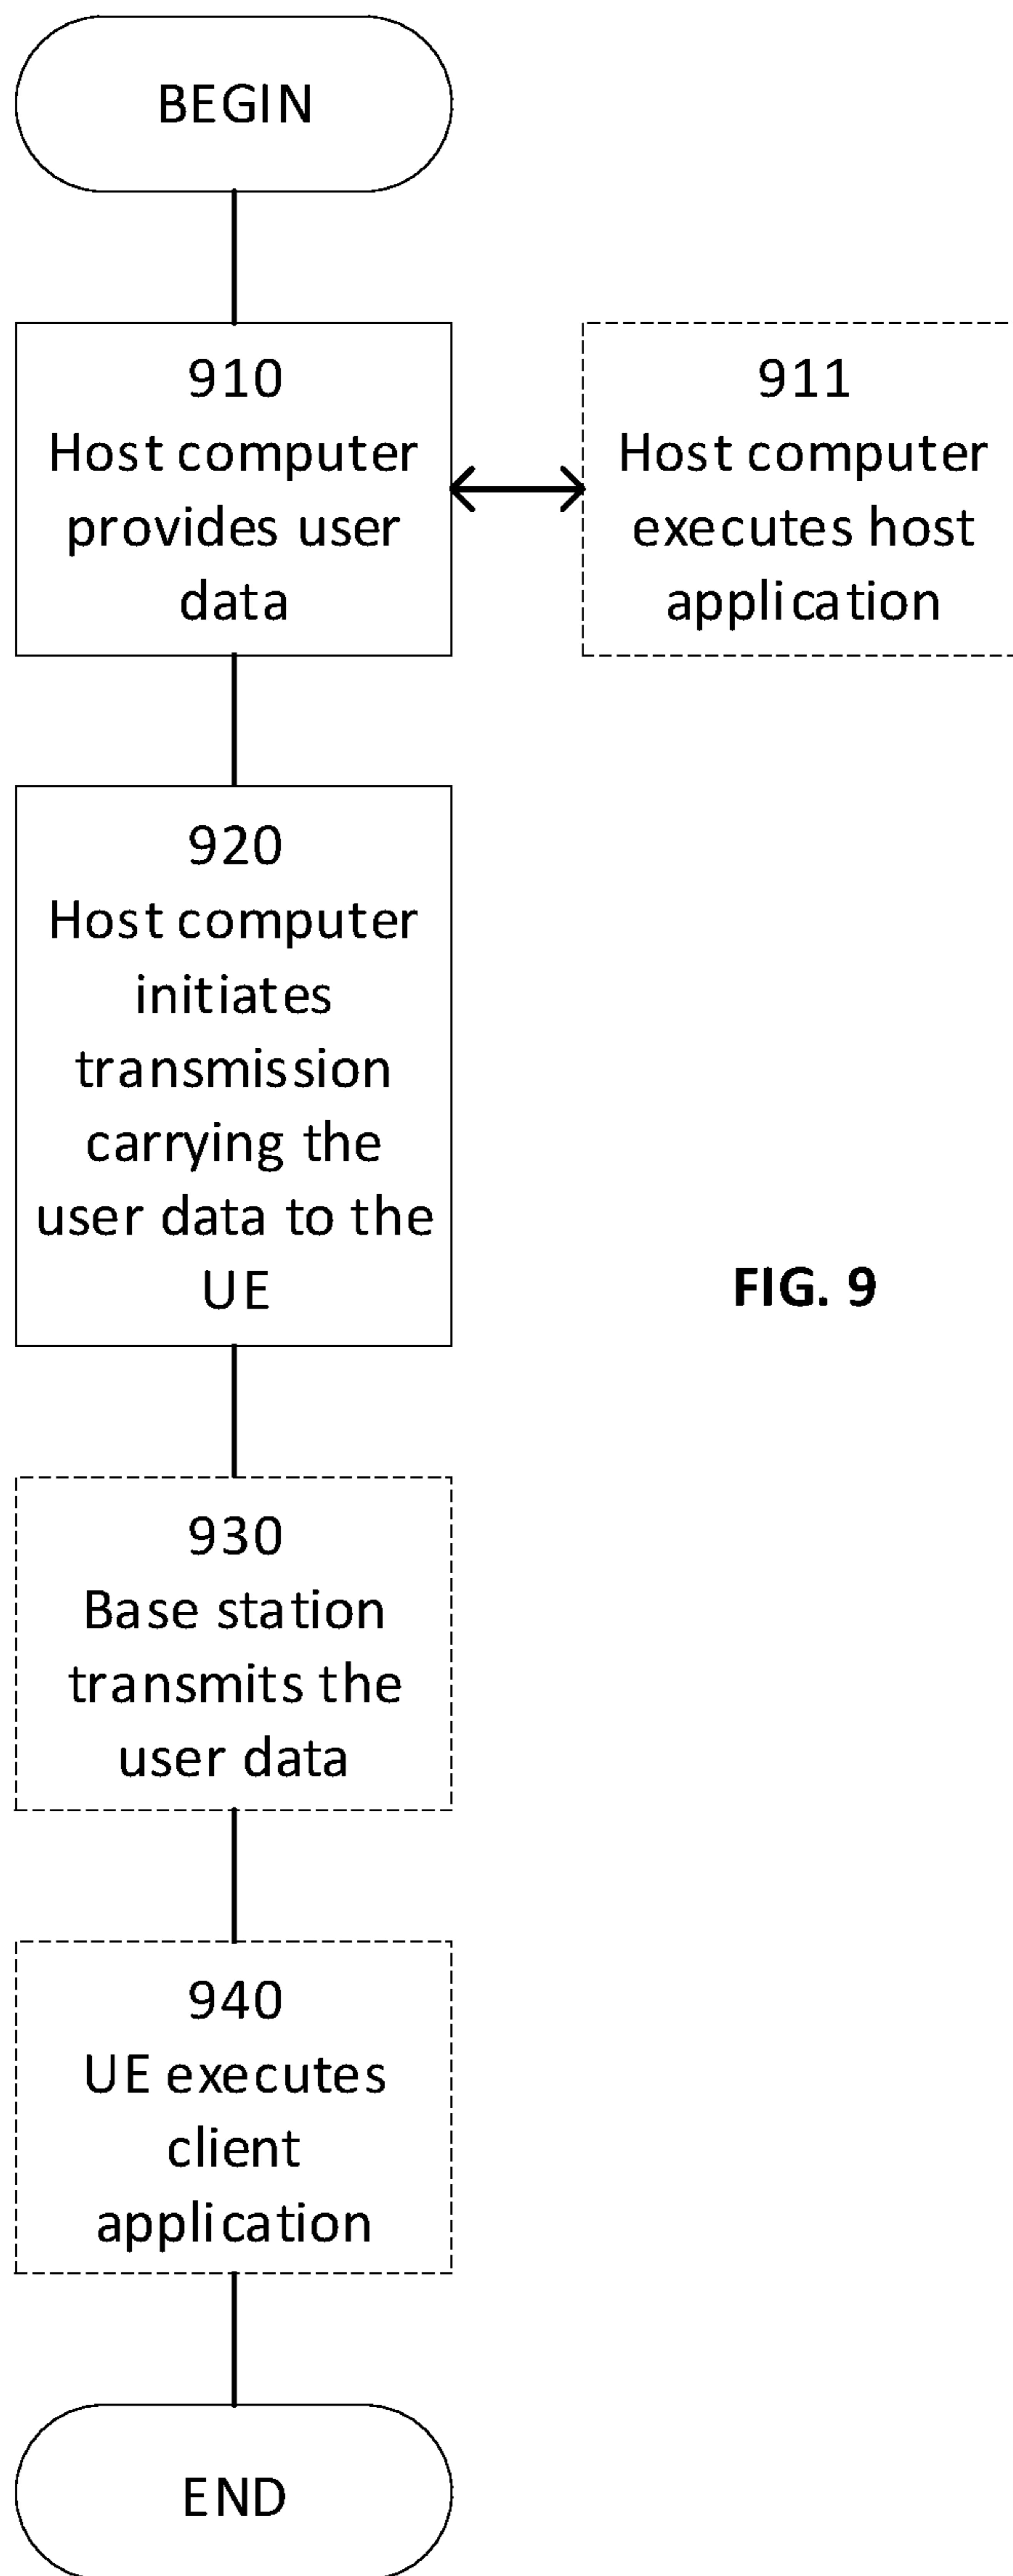 BEGIN
910
Host computer
provides user
data
911
Host computer
executes host
application
920
Host computer
initiates
transmission
carrying the
user data to the
UE
FIG. 9
930
Base station
transmits the
user data
940
UE executes
client
application
END